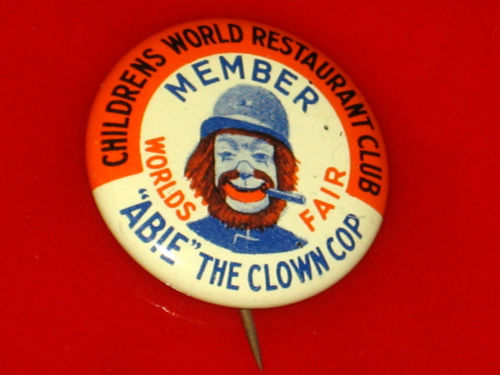 CHILDRENS WORLD RESTAURANT CLUB
MEMBER
WORLDS FAIR
"ABIE" THE CLOWN COP